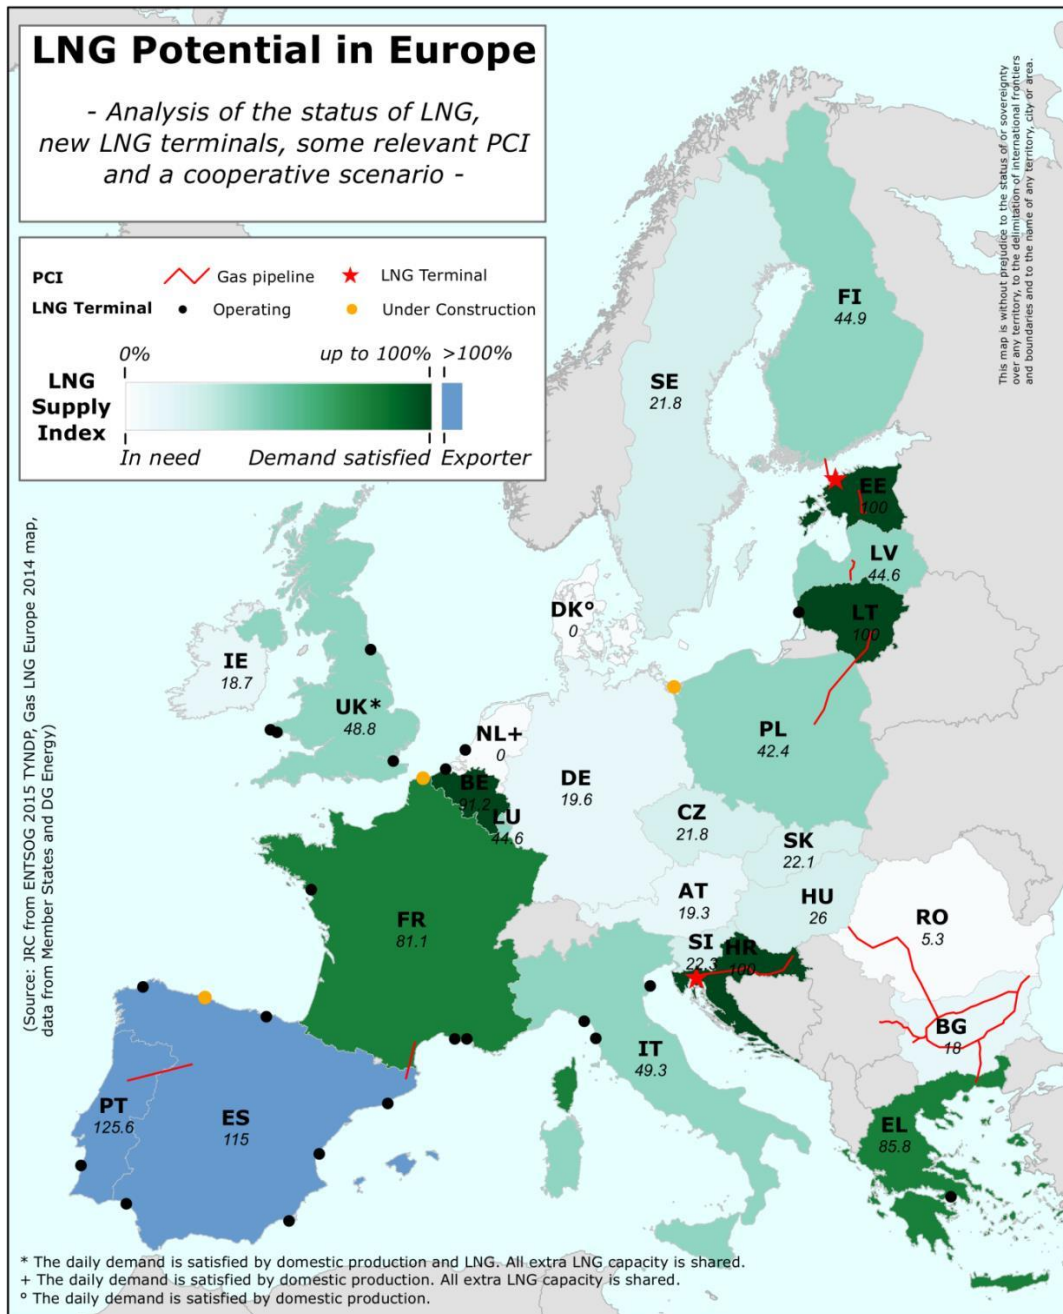 LNG Potential in Europe
- Analysis of the status of LNG,
new LNG terminals, some relevant PCI
and a cooperative scenario -
PCI
Gas pipeline
LNG Terminal
LNG Terminal
Operating
Under Construction
0%
up to 100%
>100%
LNG
Supply
Index
In need
Demand satisfied
Exporter
This map is without prejudice to the status of or sovereignty
over any territory, to the delimitation of international frontiers
and boundaries and to the name of any territory, city or area.
(Source: JRC from ENTSOG 2015 TYNDP, Gas LNG Europe 2014 map,
data from Member States and DG Energy)
FI
44.9
SE
21.8
EE
100
LV
44.6
LT
100
DK°
0
IE
18.7
UK*
48.8
NL+
0
PL
42.4
BE
91.2
DE
19.6
LU
44.6
CZ
21.8
SK
22.1
FR
81.1
AT
19.3
HU
26
RO
5.3
SI
22.3
HR
100
BG
18
IT
49.3
PT
125.6
ES
115
EL
85.8
* The daily demand is satisfied by domestic production and LNG. All extra LNG capacity is shared.
+ The daily demand is satisfied by domestic production. All extra LNG capacity is shared.
° The daily demand is satisfied by domestic production.